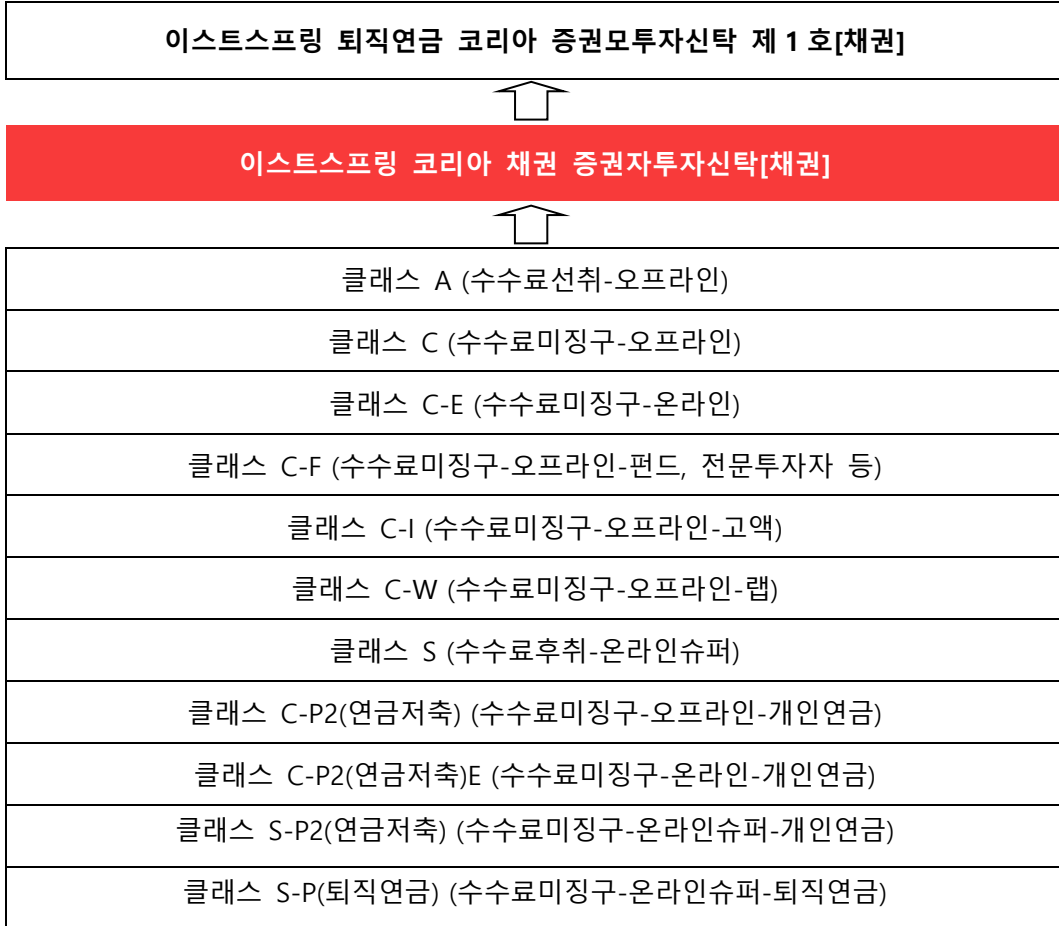 이스트스프링 퇴직연금 코리아 증권모투자신탁 제 1 호[채권]
이스트스프링 코리아 채권 증권자투자신탁[채권]
클래스 A (수수료선취-오프라인)
클래스 C (수수료미징구-오프라인)
클래스 C-E (수수료미징구-온라인)
클래스 C-F (수수료미징구-오프라인-펀드, 전문투자자 등)
클래스 C-I (수수료미징구-오프라인-고액)
클래스 C-W (수수료미징구-오프라인-랩)
클래스 S (수수료후취-온라인슈퍼)
클래스 C-P2(연금저축) (수수료미징구-오프라인-개인연금)
클래스 C-P2(연금저축)E (수수료미징구-온라인-개인연금)
클래스 S-P2(연금저축) (수수료미징구-온라인슈퍼-개인연금)
클래스 S-P(퇴직연금) (수수료미징구-온라인슈퍼-퇴직연금)